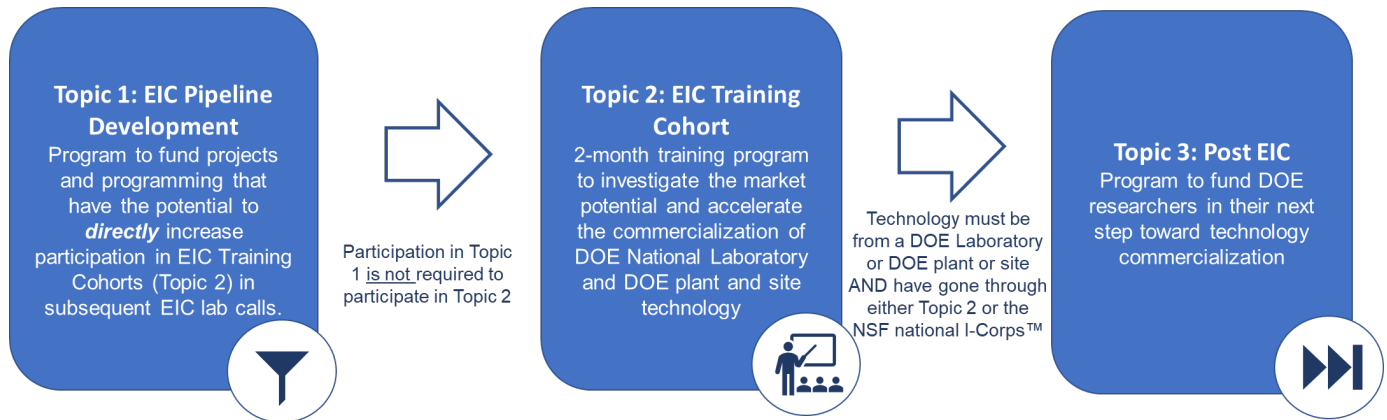 Topic 1: EIC Pipeline
Development
Program to fund projects
and programming that
have the potential to
directly increase
participation in EIC Training
Cohorts (Topic 2) in
subsequent EIC lab calls.
Participation in Topic
1 is not required to
participate in Topic 2
Topic 2: EIC Training
Cohort
2-month training program
to investigate the market
potential and accelerate
the commercialization of
DOE National Laboratory
and DOE plant and site
technology
Technology must be
from a DOE Laboratory
or DOE plant or site
AND have gone through
either Topic 2 or the
NSF national I-Corps™
Topic 3: Post EIC
Program to fund DOE
researchers in their next
step toward technology
commercialization